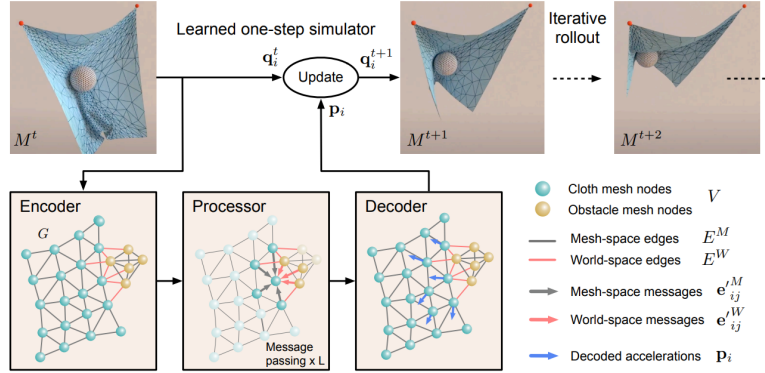 Learned one-step simulator
Iterative
rollout
q_i^t
q_i^{t+1}
Update
p_i
M^t
M^{t+1}
M^{t+2}
Encoder
G
Processor
Message
passing x L
Decoder
Cloth mesh nodes
V
Obstacle mesh nodes
Mesh-space edges E^M
World-space edges E^W
Mesh-space messages e'^M_{ij}
World-space messages e'^W_{ij}
Decoded accelerations p_i